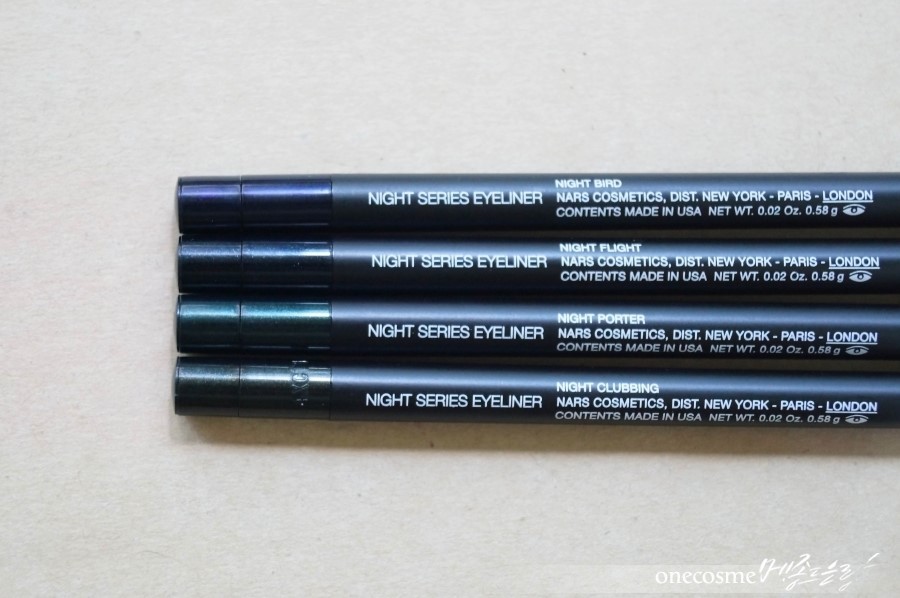 NIGHT SERIES EYELINER
NIGHT BIRD
NARS COSMETICS, DIST. NEW YORK - PARIS - LONDON
CONTENTS MADE IN USA NET WT. 0.02 Oz. 0.58 g
NIGHT SERIES EYELINER
NIGHT FLIGHT
NARS COSMETICS, DIST. NEW YORK - PARIS - LONDON
CONTENTS MADE IN USA NET WT. 0.02 Oz. 0.58 g
NIGHT SERIES EYELINER
NIGHT PORTER
NARS COSMETICS, DIST. NEW YORK - PARIS - LONDON
CONTENTS MADE IN USA NET WT. 0.02 Oz. 0.58 g
NIGHT SERIES EYELINER
NIGHT CLUBBING
NARS COSMETICS, DIST. NEW YORK - PARIS - LONDON
CONTENTS MADE IN USA NET WT. 0.02 Oz. 0.58 g
onecosme